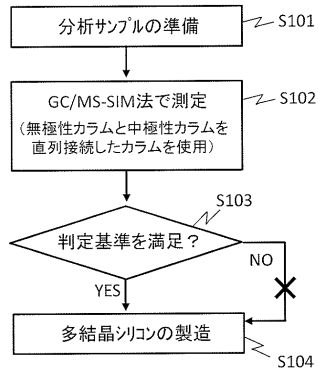 分析サンプルの準備
S101
GC/MS-SIM法で測定
S102
(無極性カラムと中極性カラムを
直列接続したカラムを使用)
S103
判定基準を満足?
NO
YES
多結晶シリコンの製造
S104